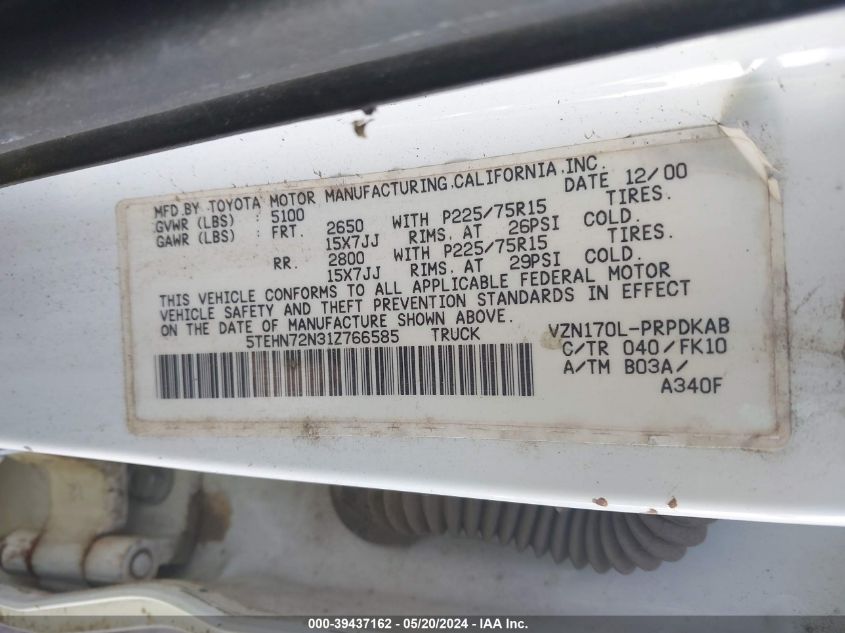 MFD.BY TOYOTA MOTOR MANUFACTURING,CALIFORNIA,INC. DATE 12/00
GVWR (LBS) : 5100
GAWR (LBS) : FRT. 2650 WITH P225/75R15 TIRES.
15X7JJ RIMS. AT 26PSI COLD.
RR. 2800 WITH P225/75R15 TIRES.
15X7JJ RIMS. AT 29PSI COLD.
THIS VEHICLE CONFORMS TO ALL APPLICABLE FEDERAL MOTOR
VEHICLE SAFETY AND THEFT PREVENTION STANDARDS IN EFFECT
ON THE DATE OF MANUFACTURE SHOWN ABOVE.
5TEHN72N31Z766585 TRUCK VZN170L-PRPDKAB
C/TR 040/FK10
A/TM B03A/
A340F
000-39437162 - 05/20/2024 - IAA Inc.